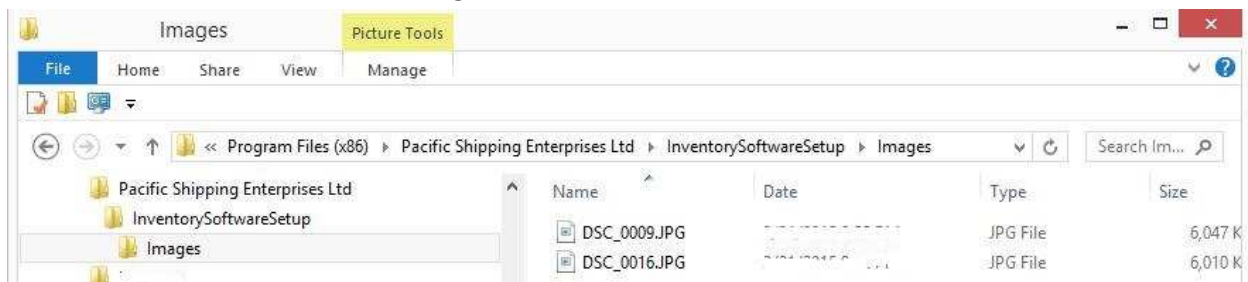 Images Picture Tools
File Home Share View Manage
« Program Files (x86) Pacific Shipping Enterprises Ltd InventorySoftwareSetup Images Search Im...
Pacific Shipping Enterprises Ltd
InventorySoftwareSetup
Images
Name Date Type Size
DSC_0009.JPG JPG File 6,047 K
DSC_0016.JPG JPG File 6,010 K